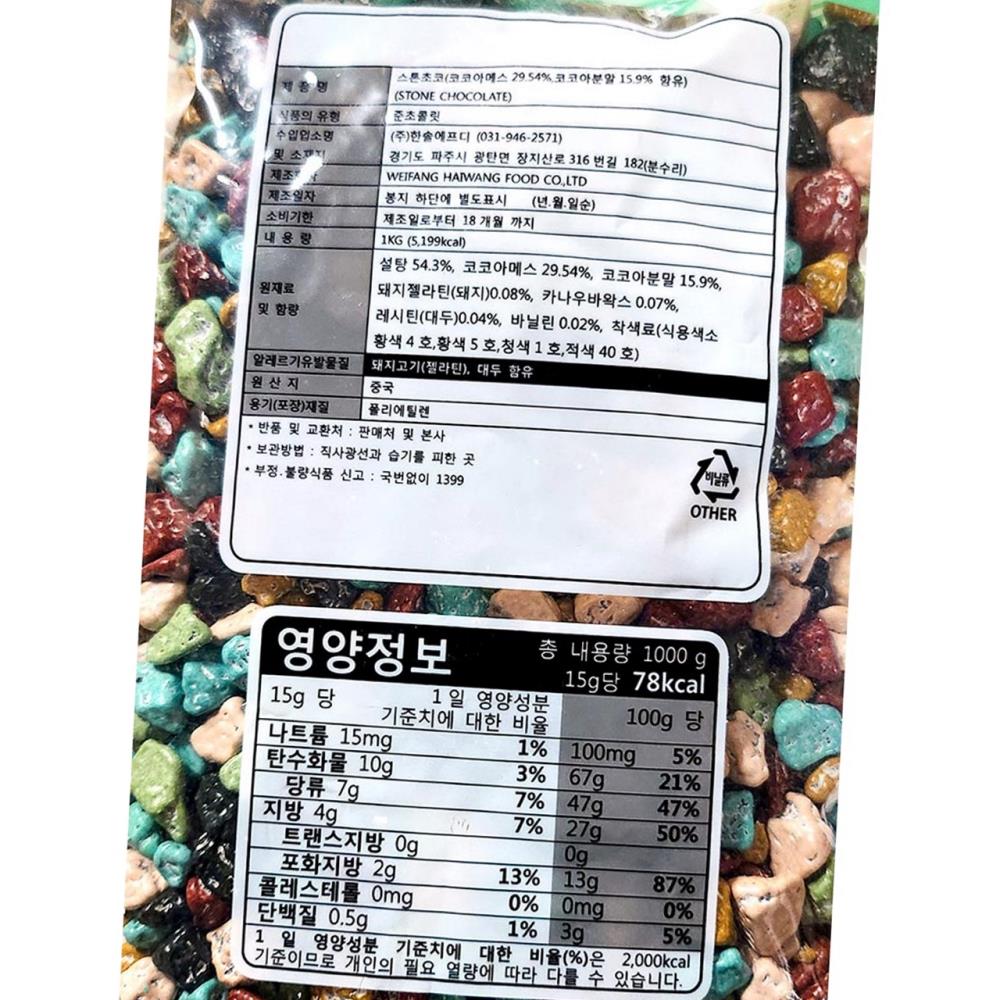 제 품 명 스톤초코(코코아메스 29.54%,코코아분말 15.9% 함유)
(STONE CHOCOLATE)
식품의 유형 준초콜릿
수입업소명 (주)한솔에프디 (031-946-2571)
및 소재지 경기도 파주시 광탄면 장지산로 316 번길 182(분수리)
제조회사 WEIFANG HAIWANG FOOD CO,.LTD
제조일자 봉지 하단에 별도표시 (년.월.일순)
소비기한 제조일로부터 18 개월 까지
내 용 량 1KG (5,199kcal)
원재료 및 함량 설탕 54.3%, 코코아메스 29.54%, 코코아분말 15.9%,
돼지젤라틴(돼지)0.08%, 카나우바왁스 0.07%,
레시틴(대두)0.04%, 바닐린 0.02%, 착색료(식용색소
황색 4 호,황색 5 호,청색 1 호,적색 40 호)
알레르기유발물질 돼지고기(젤라틴), 대두 함유
원 산 지 중국
용기(포장)재질 폴리에틸렌
* 반품 및 교환처 : 판매처 및 본사
* 보관방법 : 직사광선과 습기를 피한 곳
* 부정.불량식품 신고 : 국번없이 1399
비닐류
OTHER
영양정보 총 내용량 1000 g
15g당 78kcal
15g 당 1일 영양성분 기준치에 대한 비율 100g 당
나트륨 15mg 1% 100mg 5%
탄수화물 10g 3% 67g 21%
당류 7g 7% 47g 47%
지방 4g 7% 27g 50%
트랜스지방 0g 0g
포화지방 2g 13% 13g 87%
콜레스테롤 0mg 0% 0mg 0%
단백질 0.5g 1% 3g 5%
1 일 영양성분 기준치에 대한 비율(%)은 2,000kcal
기준이므로 개인의 필요 열량에 따라 다를 수 있습니다.